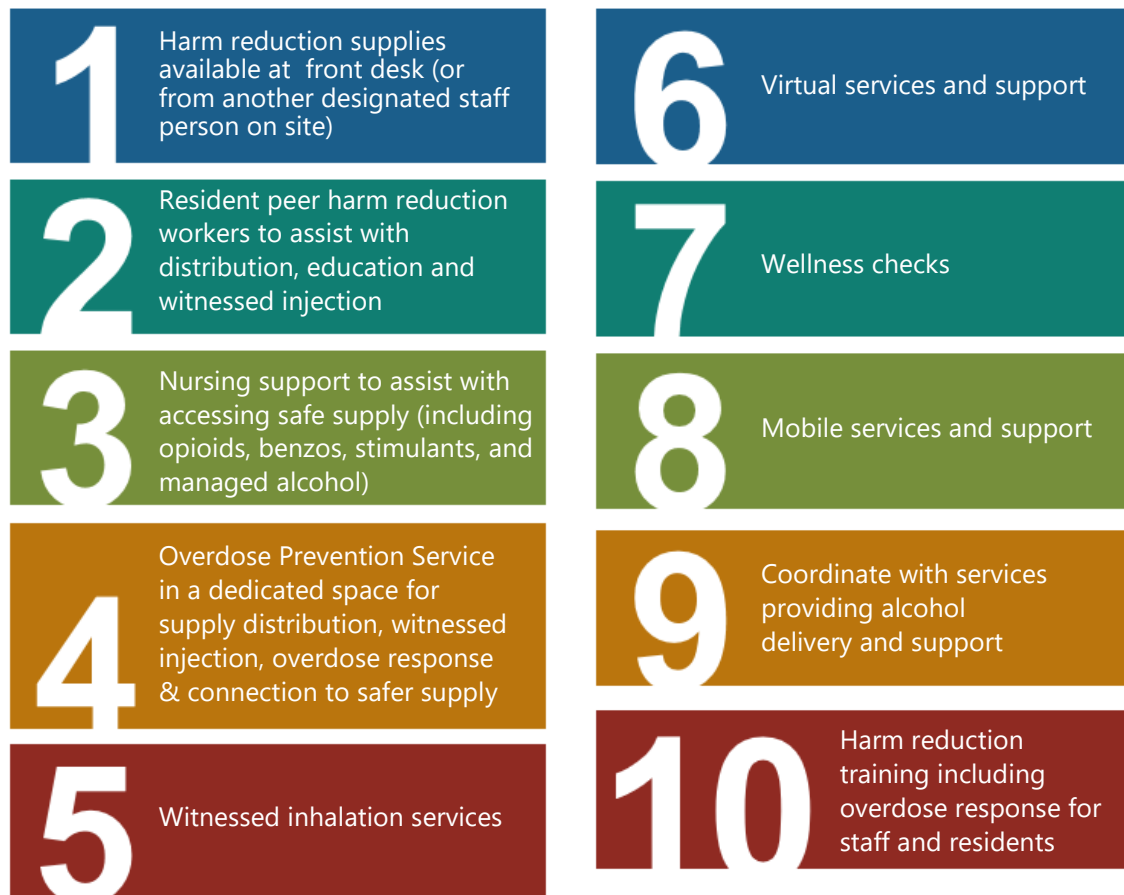 1
Harm reduction supplies
available at  front desk (or
from another designated staff
person on site)
2
Resident peer harm reduction
workers to assist with
distribution, education and
witnessed injection
3
Nursing support to assist with
accessing safe supply (including
opioids, benzos, stimulants, and
managed alcohol)
4
Overdose Prevention Service
in a dedicated space for
supply distribution, witnessed
injection, overdose response
& connection to safer supply
5
Witnessed inhalation services
6
Virtual services and support
7
Wellness checks
8
Mobile services and support
9
Coordinate with services
providing alcohol
delivery and support
10
Harm reduction
training including
overdose response for
staff and residents